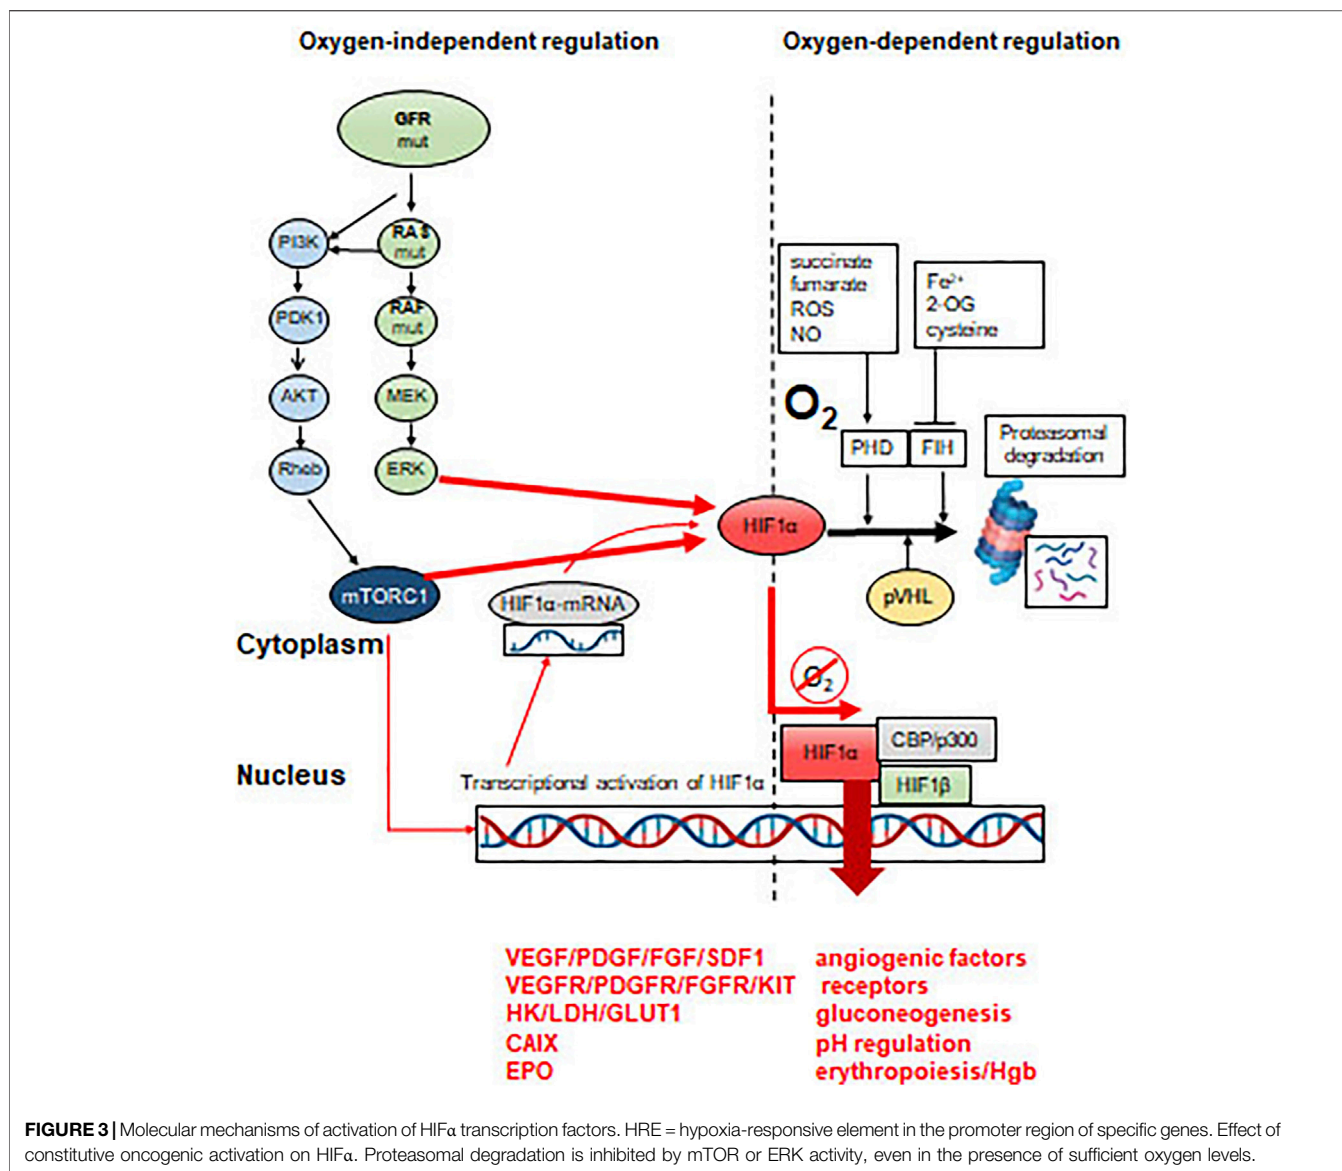 Oxygen-independent regulation
Oxygen-dependent regulation
GFR
mut
PI3K
RAS
mut
PDK1
RAF
mut
AKT
MEK
Rheb
ERK
mTORC1
HIF1α-mRNA
Cytoplasm
Nucleus
Transcriptional activation of HIF1α
succinate
fumarate
ROS
NO
Fe²⁺
2-OG
cysteine
O₂
PHD
FIH
Proteasomal
degradation
HIF1α
pVHL
O₂
HIF1α
CBP/p300
HIF1β
VEGF/PDGF/FGF/SDF1 angiogenic factors
VEGFR/PDGFR/FGFR/KIT receptors
HK/LDH/GLUT1 gluconeogenesis
CAIX pH regulation
EPO erythropoiesis/Hgb
FIGURE 3 | Molecular mechanisms of activation of HIFα transcription factors. HRE = hypoxia-responsive element in the promoter region of specific genes. Effect of
constitutive oncogenic activation on HIFα. Proteasomal degradation is inhibited by mTOR or ERK activity, even in the presence of sufficient oxygen levels.